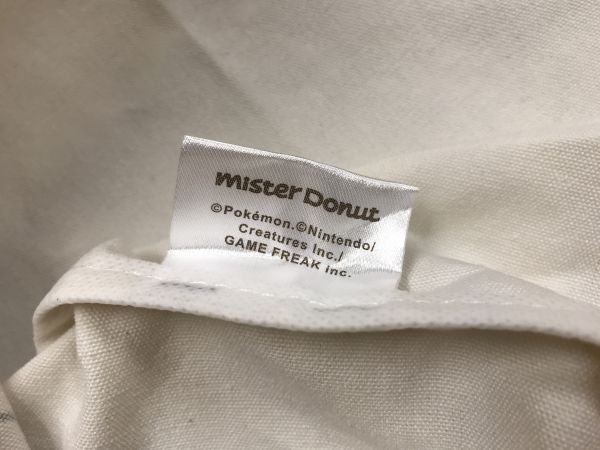 mister Donut
©Pokémon.©Nintendo/
Creatures Inc./
GAME FREAK inc.